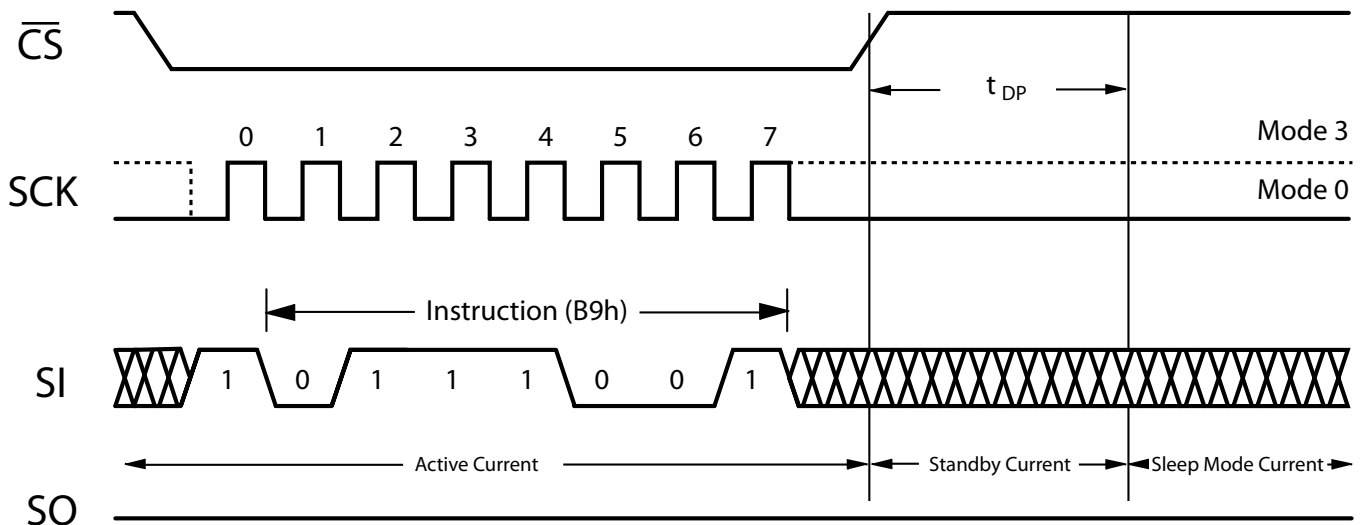 CS
t DP
0 1 2 3 4 5 6 7
Mode 3
SCK
Mode 0
Instruction (B9h)
SI
1 0 1 1 1 0 0 1
Active Current
Standby Current
Sleep Mode Current
SO